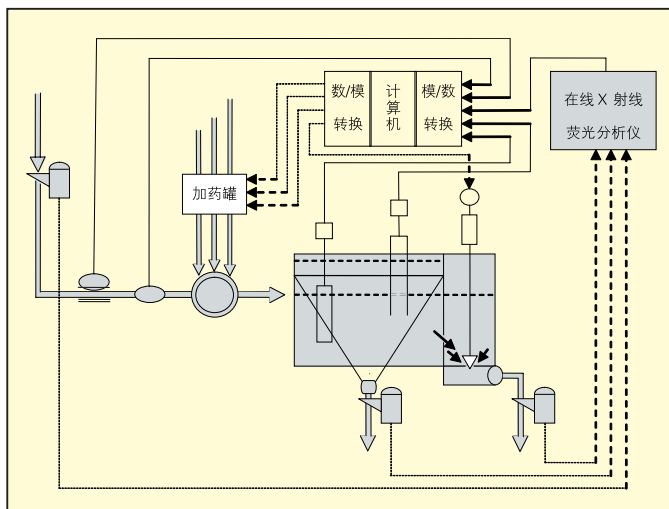 数/模
转换
计
算
机
模/数
转换
在线 X 射线
荧光分析仪
加药罐